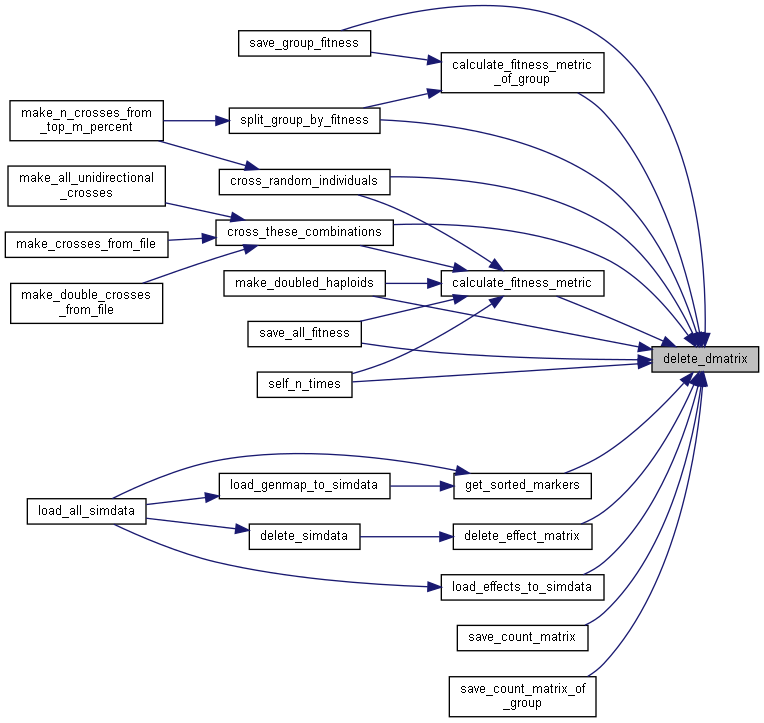 save_group_fitness
calculate_fitness_metric
_of_group
make_n_crosses_from
_top_m_percent
split_group_by_fitness
make_all_unidirectional
_crosses
cross_random_individuals
make_crosses_from_file
cross_these_combinations
make_double_crosses
_from_file
make_doubled_haploids
calculate_fitness_metric
save_all_fitness
delete_dmatrix
self_n_times
load_genmap_to_simdata
get_sorted_markers
load_all_simdata
delete_simdata
delete_effect_matrix
load_effects_to_simdata
save_count_matrix
save_count_matrix_of
_group